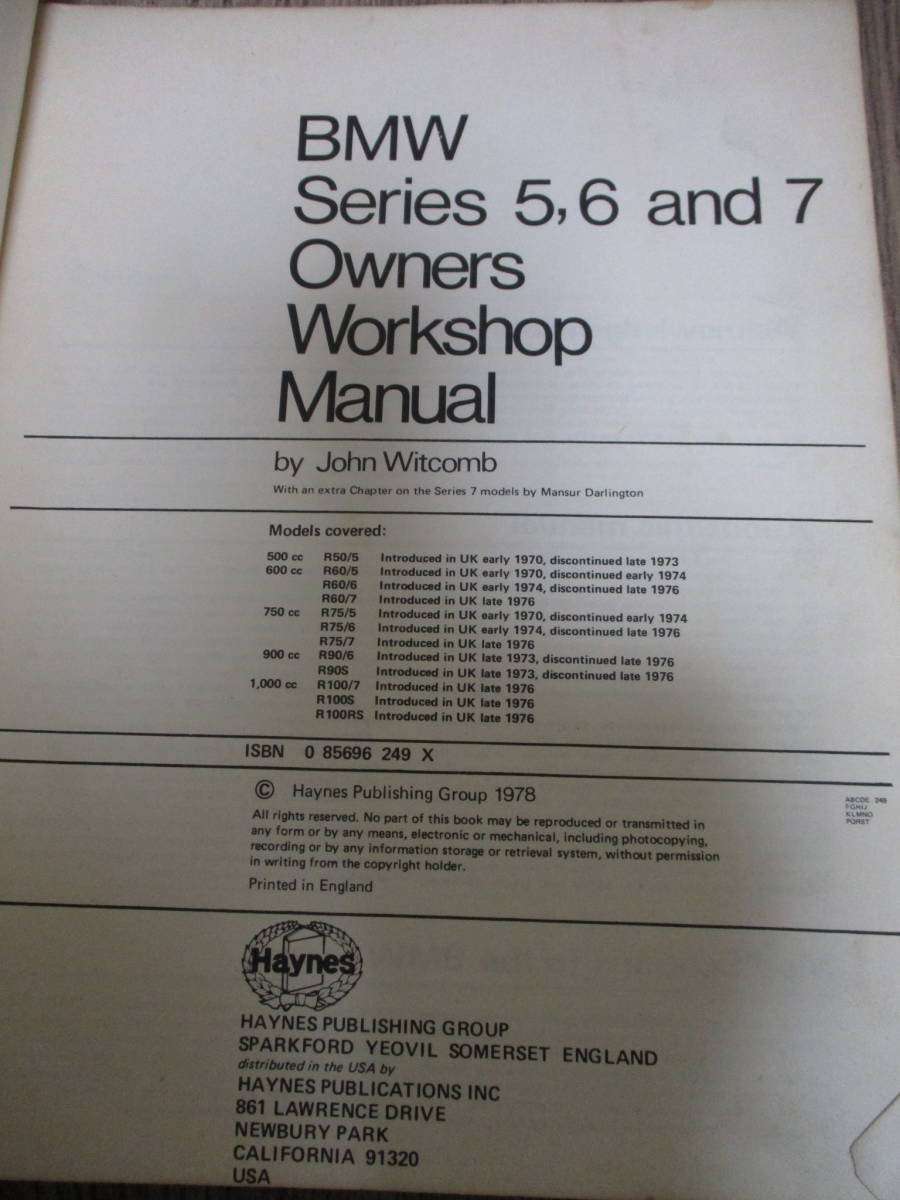 BMW
Series 5, 6 and 7
Owners
Workshop
Manual
by John Witcomb
With an extra Chapter on the Series 7 models by Mansur Darlington
Models covered:
500 cc R50/5 Introduced in UK early 1970, discontinued late 1973
600 cc R60/5 Introduced in UK early 1970, discontinued early 1974
R60/6 Introduced in UK early 1974, discontinued late 1976
R60/7 Introduced in UK late 1976
750 cc R75/5 Introduced in UK early 1970, discontinued early 1974
R75/6 Introduced in UK early 1974, discontinued late 1976
R75/7 Introduced in UK late 1976
900 cc R90/6 Introduced in UK late 1973, discontinued late 1976
R90S Introduced in UK late 1973, discontinued late 1976
1,000 cc R100/7 Introduced in UK late 1976
R100S Introduced in UK late 1976
R100RS Introduced in UK late 1976
ISBN 0 85696 249 X
© Haynes Publishing Group 1978
ABCDE 249
FGHIJ
KLMNO
PQRST
All rights reserved. No part of this book may be reproduced or transmitted in
any form or by any means, electronic or mechanical, including photocopying,
recording or by any information storage or retrieval system, without permission
in writing from the copyright holder.
Printed in England
Haynes
HAYNES PUBLISHING GROUP
SPARKFORD YEOVIL SOMERSET ENGLAND
distributed in the USA by
HAYNES PUBLICATIONS INC
861 LAWRENCE DRIVE
NEWBURY PARK
CALIFORNIA 91320
USA